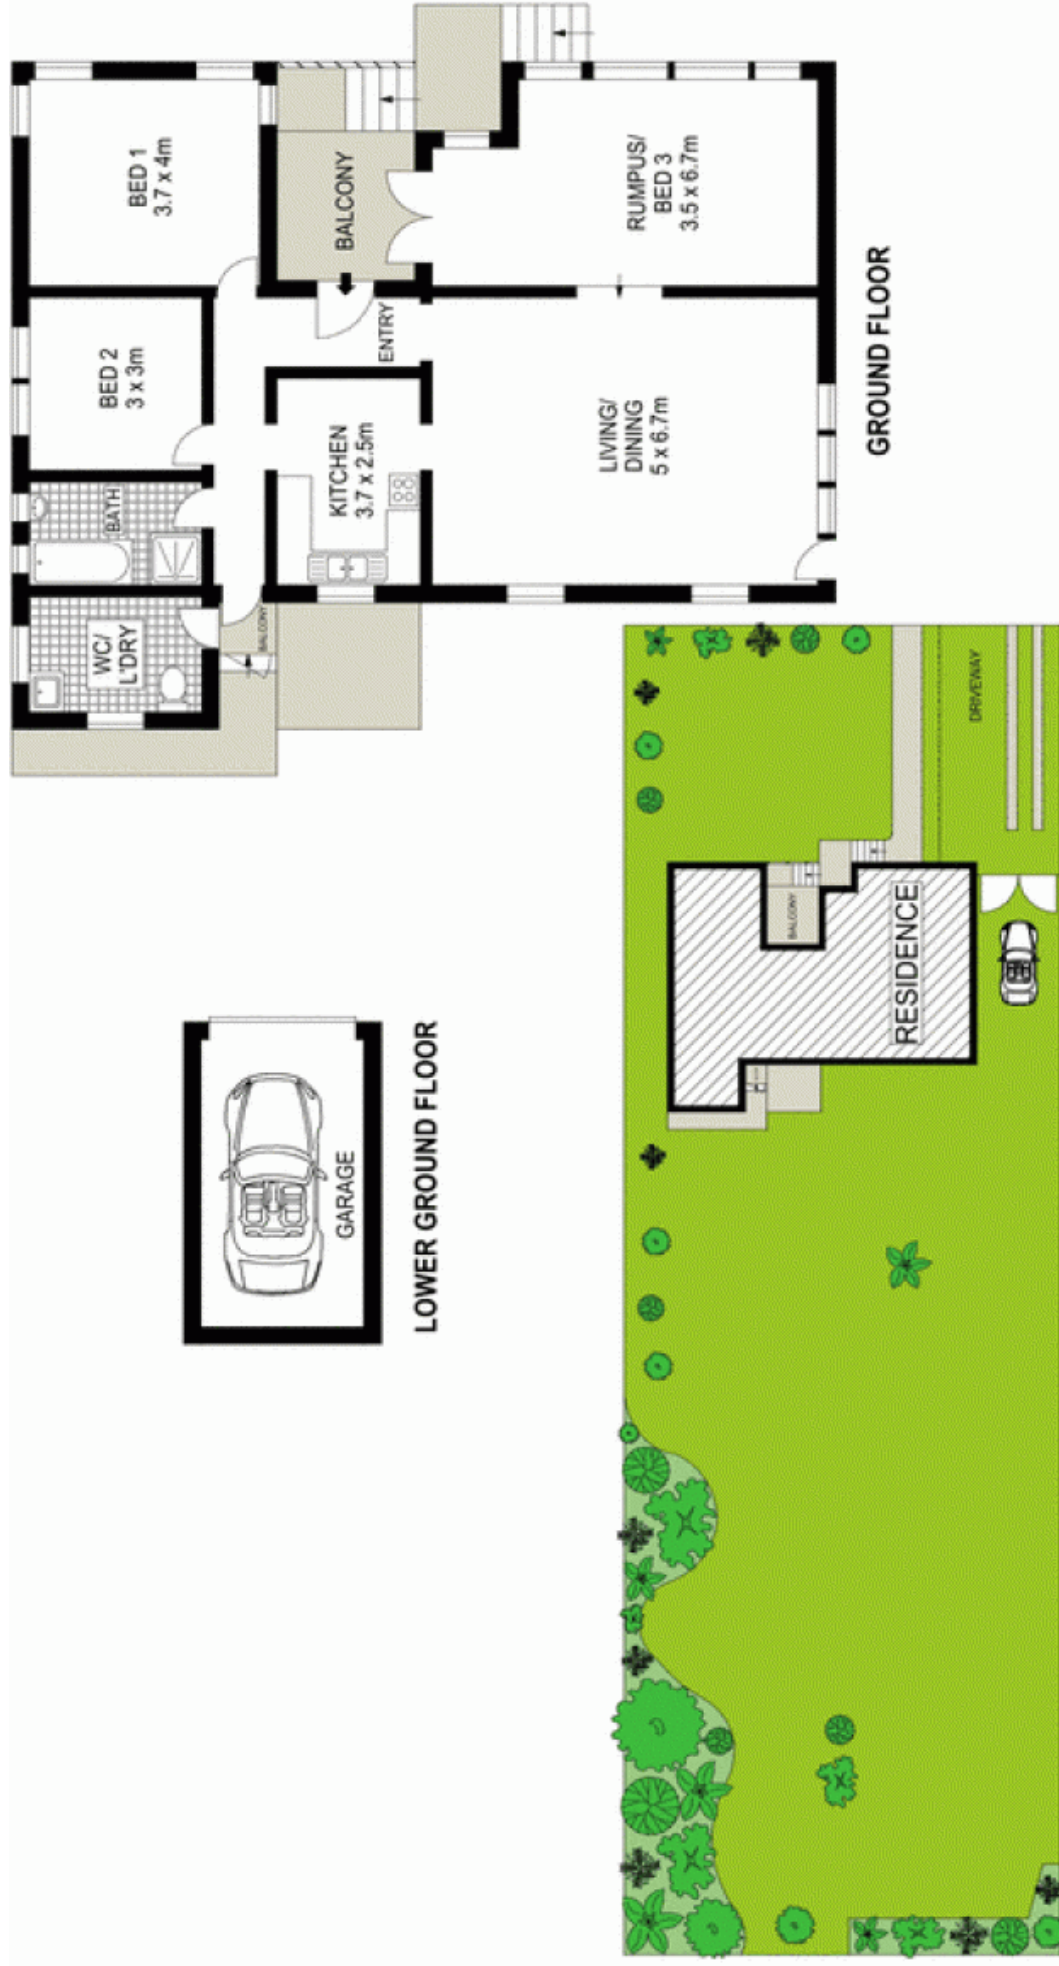 BED 1
3.7 x 4m
BALCONY
RUMPUS/
BED 3
3.5 x 6.7m
BED 2
3 x 3m
ENTRY
BATH
KITCHEN
3.7 x 2.5m
LIVING/
DINING
5 x 6.7m
WC/
L'DRY
BALCONY
GROUND FLOOR
GARAGE
LOWER GROUND FLOOR
DRIVEWAY
BALCONY
RESIDENCE